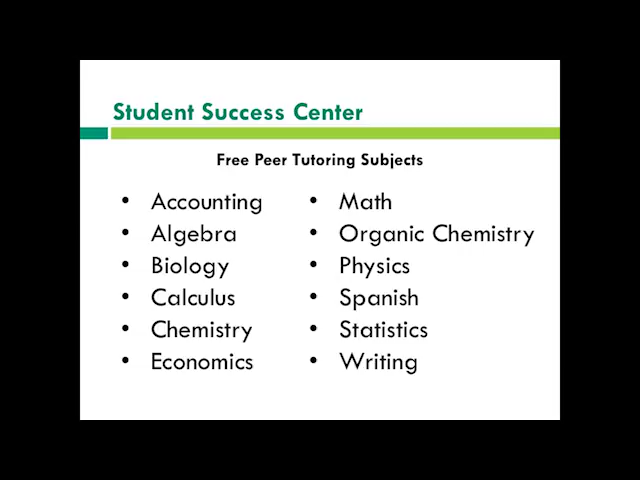 Student Success Center
Free Peer Tutoring Subjects
• Accounting
• Algebra
• Biology
• Calculus
• Chemistry
• Economics
• Math
• Organic Chemistry
• Physics
• Spanish
• Statistics
• Writing